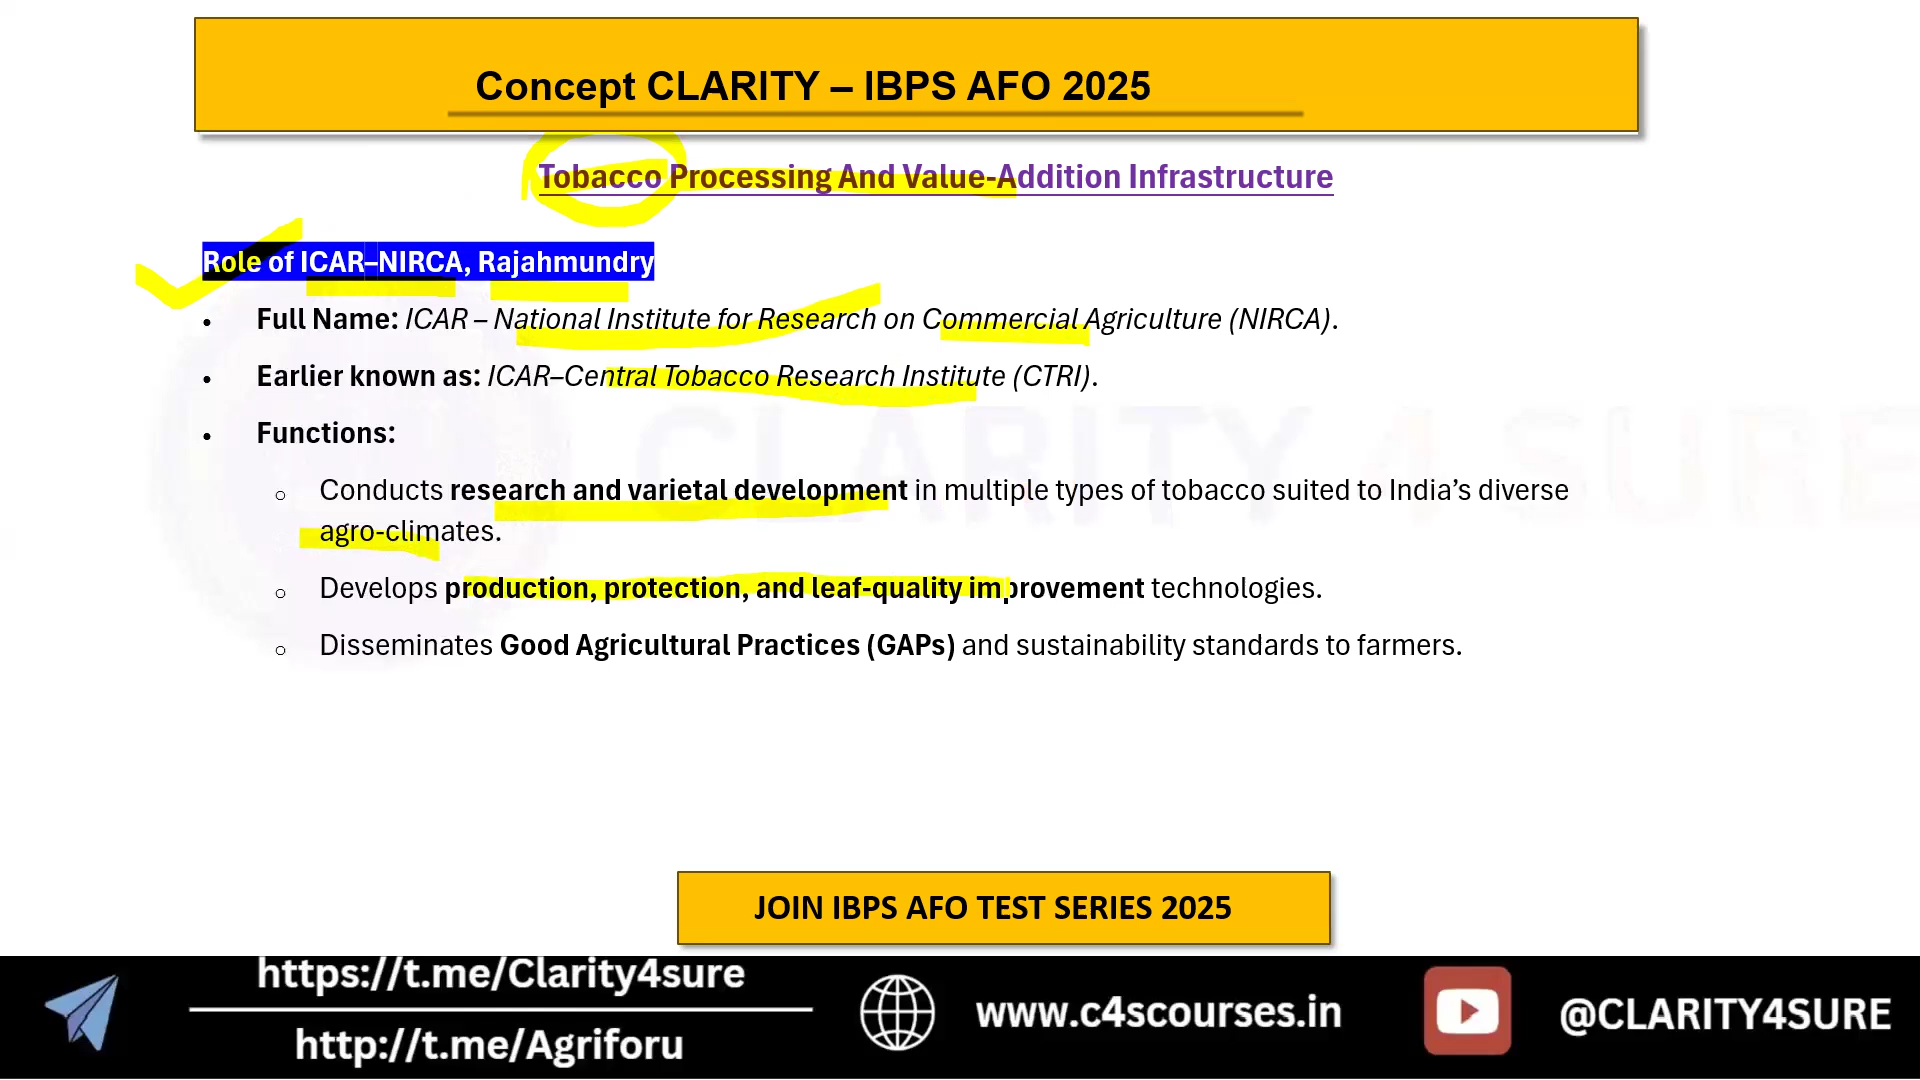 Concept CLARITY – IBPS AFO 2025
Tobacco Processing And Value-Addition Infrastructure
Role of ICAR–NIRCA, Rajahmundry
• Full Name: ICAR – National Institute for Research on Commercial Agriculture (NIRCA).
• Earlier known as: ICAR–Central Tobacco Research Institute (CTRI).
• Functions:
○ Conducts research and varietal development in multiple types of tobacco suited to India’s diverse
agro-climates.
○ Develops production, protection, and leaf-quality improvement technologies.
○ Disseminates Good Agricultural Practices (GAPs) and sustainability standards to farmers.
CLARITY 4 SURE
JOIN IBPS AFO TEST SERIES 2025
https://t.me/Clarity4sure
http://t.me/Agriforu
www.c4scourses.in
@CLARITY4SURE